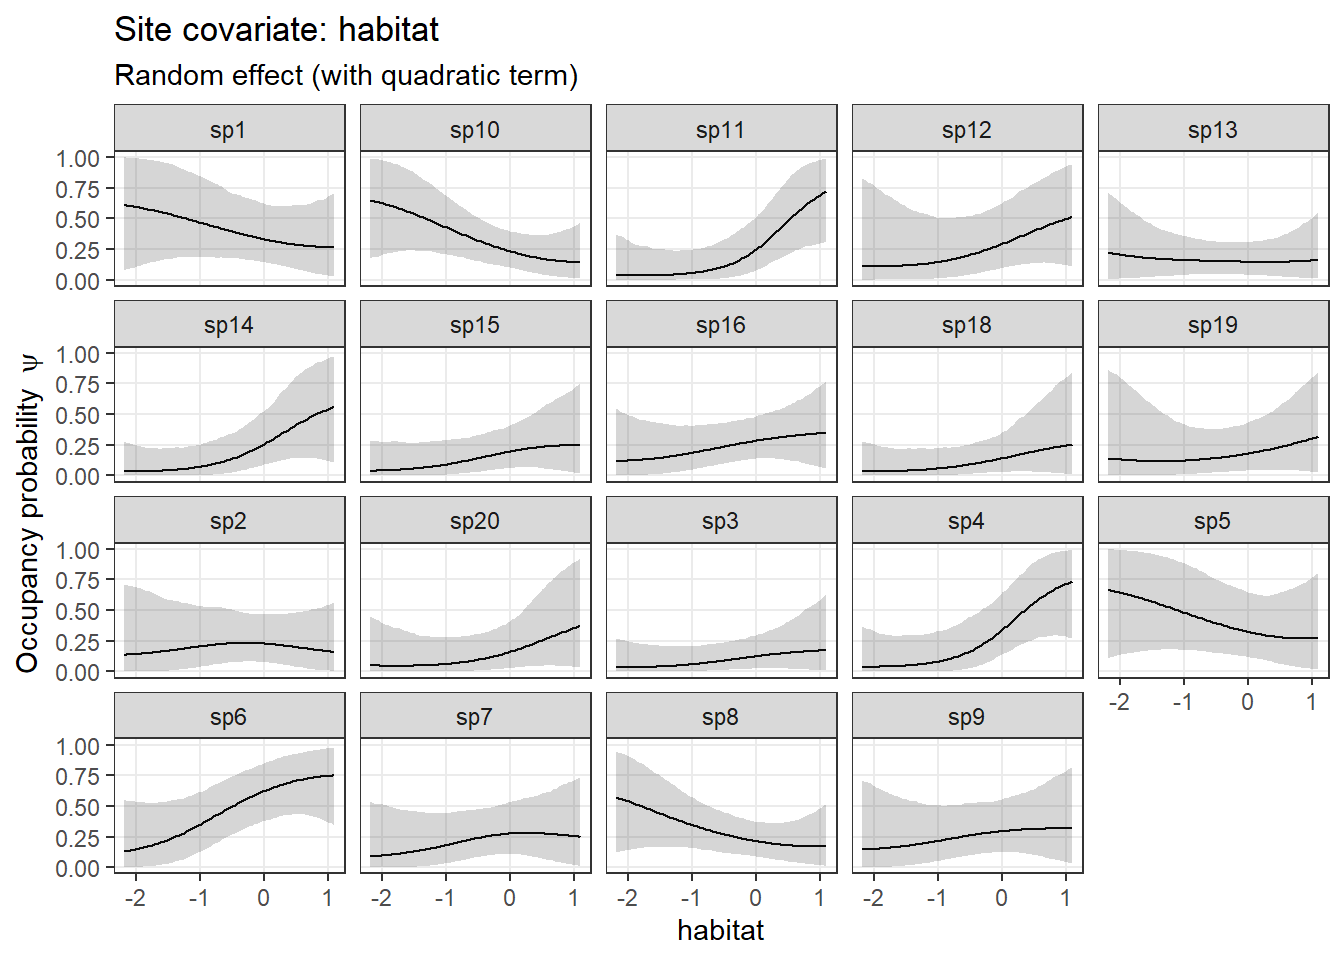 Site covariate: habitat
Random effect (with quadratic term)
sp1 sp10 sp11 sp12 sp13
1.00
0.75
0.50
0.25
0.00
sp14 sp15 sp16 sp18 sp19
1.00
0.75
0.50
0.25
0.00
Occupancy probability ψ
sp2 sp20 sp3 sp4 sp5
1.00
0.75
0.50
0.25
0.00
-2 -1 0 1
sp6 sp7 sp8 sp9
1.00
0.75
0.50
0.25
0.00
-2 -1 0 1 -2 -1 0 1 -2 -1 0 1 -2 -1 0 1
habitat